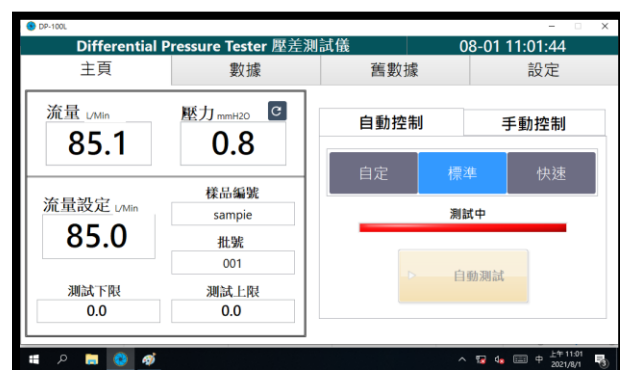 DP-100L
Differential Pressure Tester 壓差測試儀 08-01 11:01:44
主頁 數據 舊數據 設定
流量 L/Min
85.1
壓力 mmH2O
0.8
流量設定 L/Min
85.0
樣品編號
sampie
批號
001
測試下限
0.0
測試上限
0.0
自動控制 手動控制
自定 標準 快速
測試中
自動測試
中 上午 11:01
2021/8/1